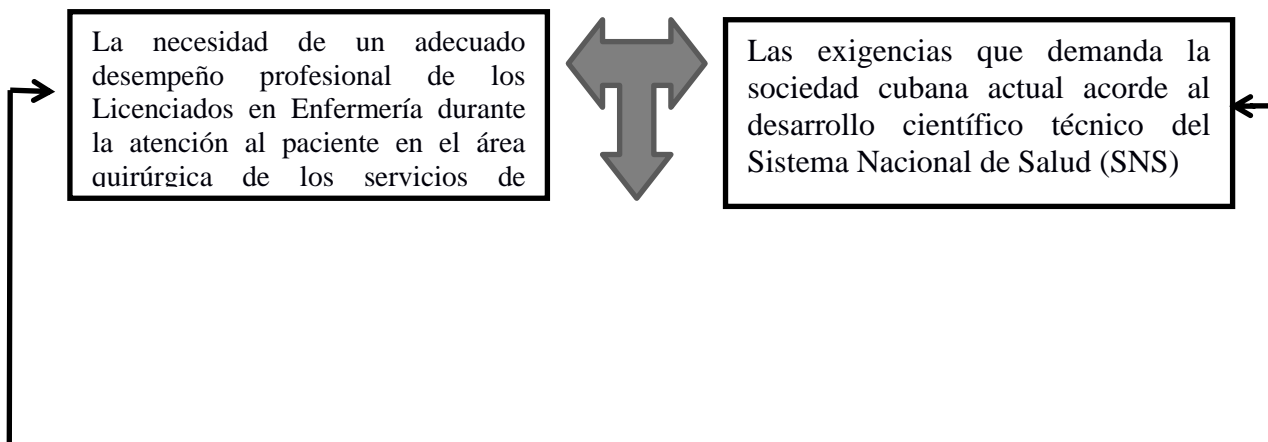 La necesidad de un adecuado
desempeño profesional de los
Licenciados en Enfermería durante
la atención al paciente en el área
quirúrgica de los servicios de
Las exigencias que demanda la
sociedad cubana actual acorde al
desarrollo científico técnico del
Sistema Nacional de Salud (SNS)